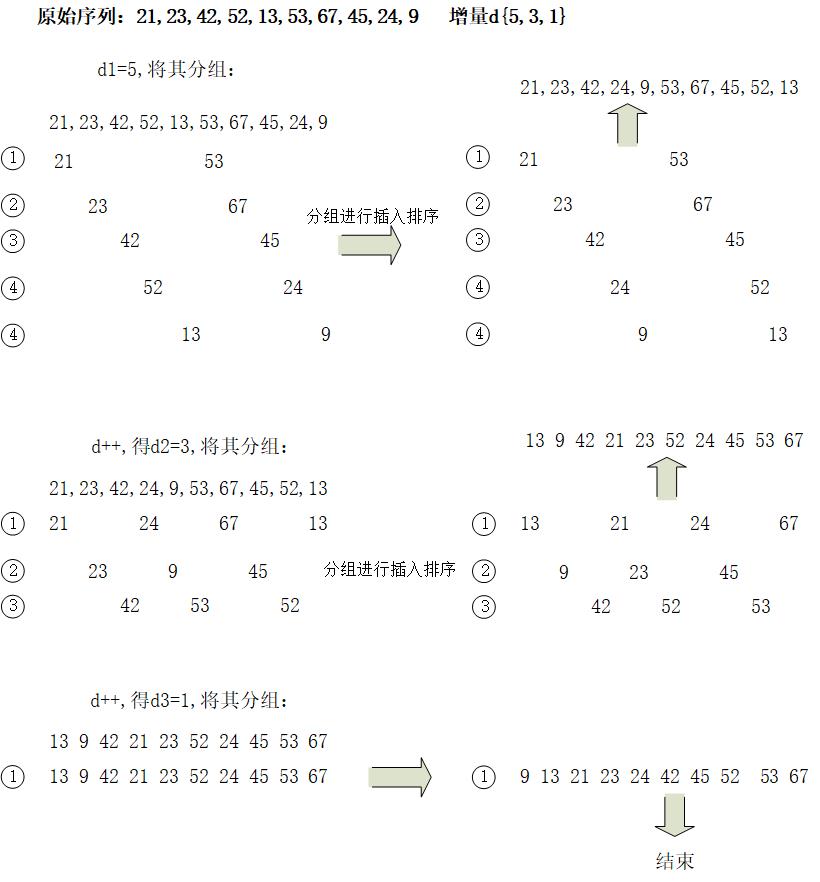 原始序列：21,23,42,52,13,53,67,45,24,9 增量d{5,3,1}
d1=5,将其分组：
21,23,42,24,9,53,67,45,52,13
21,23,42,52,13,53,67,45,24,9
① 21 53 ① 21 53
② 23 67 ② 23 67
分组进行插入排序
③ 42 45 ③ 42 45
④ 52 24 ④ 24 52
④ 13 9 ④ 9 13
d++,得d2=3,将其分组：
13 9 42 21 23 52 24 45 53 67
21,23,42,24,9,53,67,45,52,13
① 21 24 67 13 ① 13 21 24 67
② 23 9 45 分组进行插入排序 ② 9 23 45
③ 42 53 52 ③ 42 52 53
d++,得d3=1,将其分组：
13 9 42 21 23 52 24 45 53 67
① 13 9 42 21 23 52 24 45 53 67 ① 9 13 21 23 24 42 45 52 53 67
结束